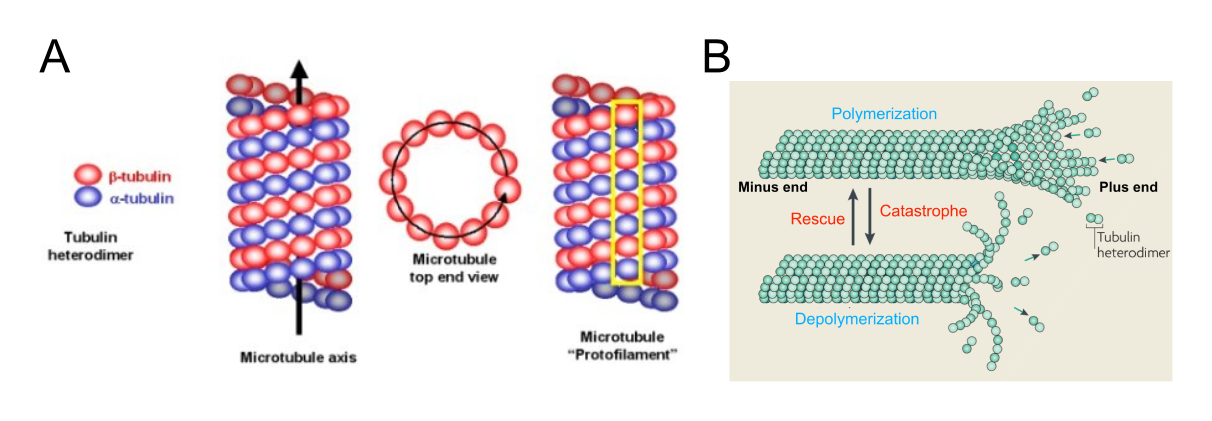 A
β-tubulin
α-tubulin
Tubulin
heterodimer
Microtubule axis
Microtubule
top end view
Microtubule
“Protofilament”
B
Polymerization
Minus end
Plus end
Rescue
Catastrophe
Tubulin
heterodimer
Depolymerization